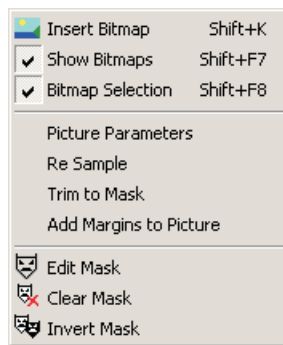 Insert Bitmap Shift+K
Show Bitmaps Shift+F7
Bitmap Selection Shift+F8
Picture Parameters
Re Sample
Trim to Mask
Add Margins to Picture
Edit Mask
Clear Mask
Invert Mask